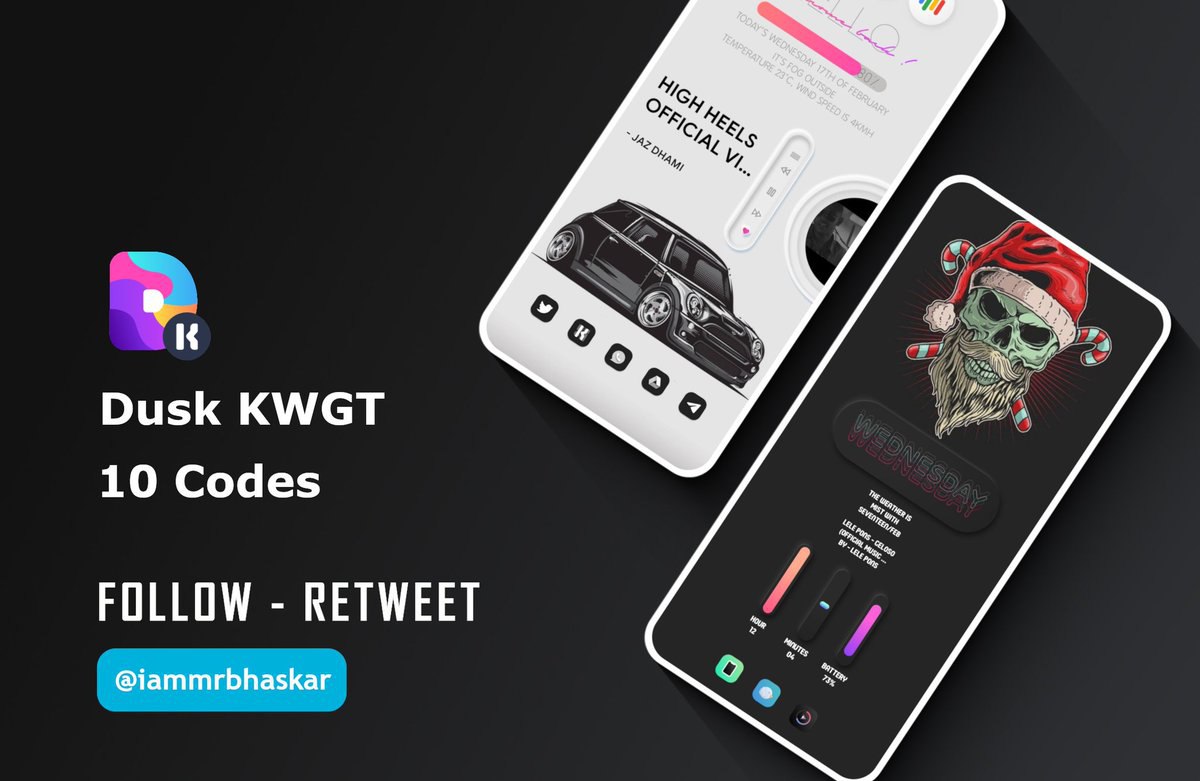 Dusk KWGT
10 Codes
FOLLOW - RETWEET
@iammrbhaskar
TODAY'S WEDNESDAY 17TH OF FEBRUARY
IT'S FOG OUTSIDE
TEMPERATURE 23°C, WIND SPEED IS 4KMH
HIGH HEELS
OFFICIAL VI...
- JAZ DHAMI
WEDNESDAY
WEDNESDAY
THE WEATHER IS
MIST WITH
SEVENTEEN/FEB
LELE PONS - CELOSO
(OFFICIAL MUSIC ...
BY - LELE PONS
HOUR
12
MINUTES
04
BATTERY
73%